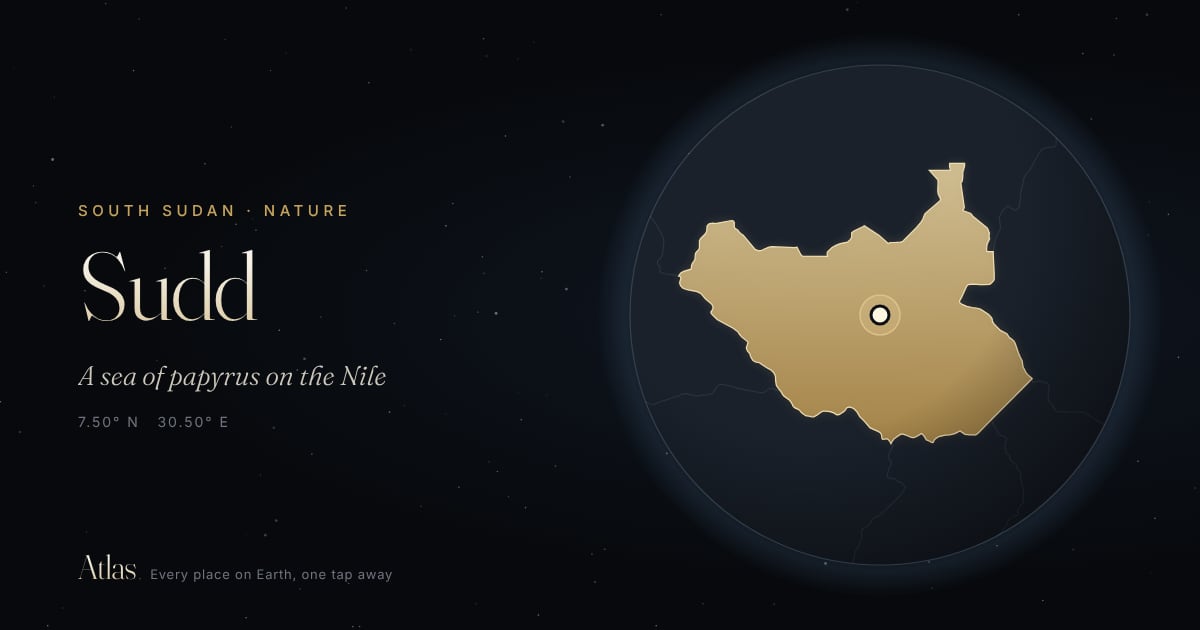 SOUTH SUDAN · NATURE
Sudd
A sea of papyrus on the Nile
7.50° N 30.50° E
Atlas Every place on Earth, one tap away